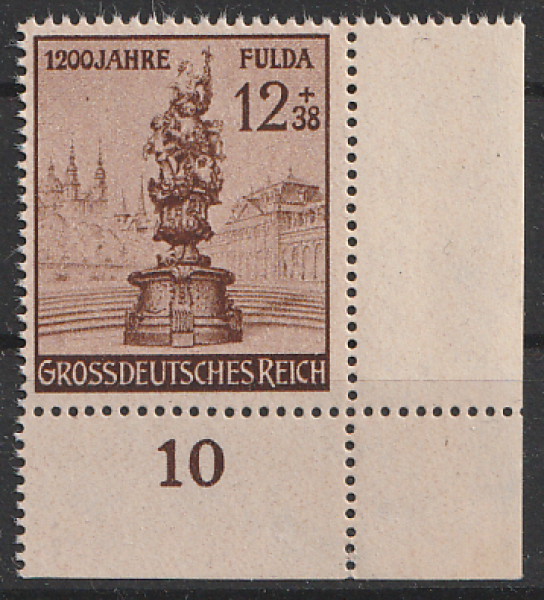 1200 JAHRE FULDA
12+38
GROSSDEUTSCHES REICH
10